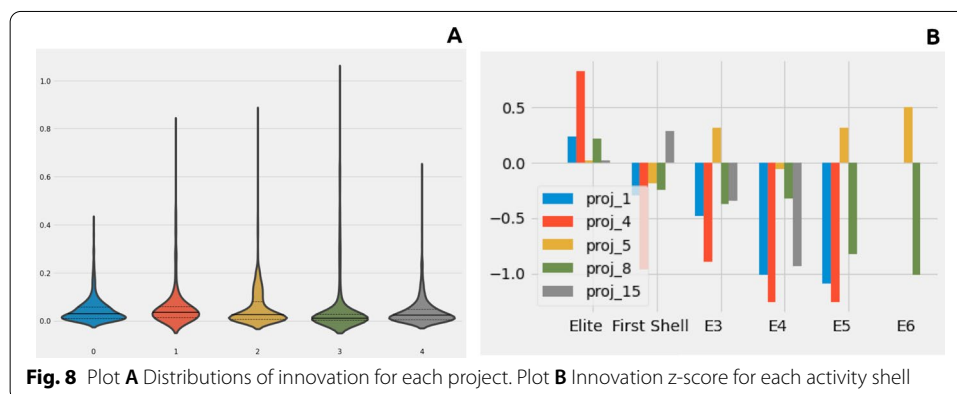 A
1.0
0.8
0.6
0.4
0.2
0.0
0 1 2 3 4
B
0.5
0.0
−0.5
−1.0
proj_1
proj_4
proj_5
proj_8
proj_15
Elite First Shell E3 E4 E5 E6
Fig. 8 Plot A Distributions of innovation for each project. Plot B Innovation z-score for each activity shell